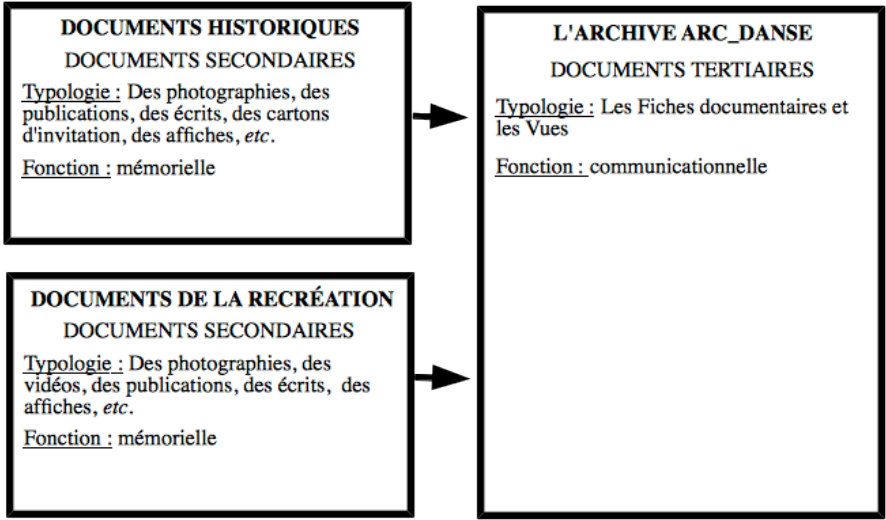 DOCUMENTS HISTORIQUES
DOCUMENTS SECONDAIRES
Typologie : Des photographies, des
publications, des écrits, des cartons
d'invitation, des affiches, etc.
Fonction : mémorielle
DOCUMENTS DE LA RECRÉATION
DOCUMENTS SECONDAIRES
Typologie : Des photographies, des
vidéos, des publications, des écrits, des
affiches, etc.
Fonction : mémorielle
L'ARCHIVE ARC_DANSE
DOCUMENTS TERTIAIRES
Typologie : Les Fiches documentaires et
les Vues
Fonction : communicationnelle